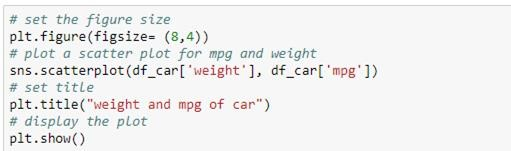 # set the figure size
plt.figure(figsize= (8,4))
# plot a scatter plot for mpg and weight
sns.scatterplot(df_car['weight'], df_car['mpg'])
# set title
plt.title("weight and mpg of car")
# display the plot
plt.show()